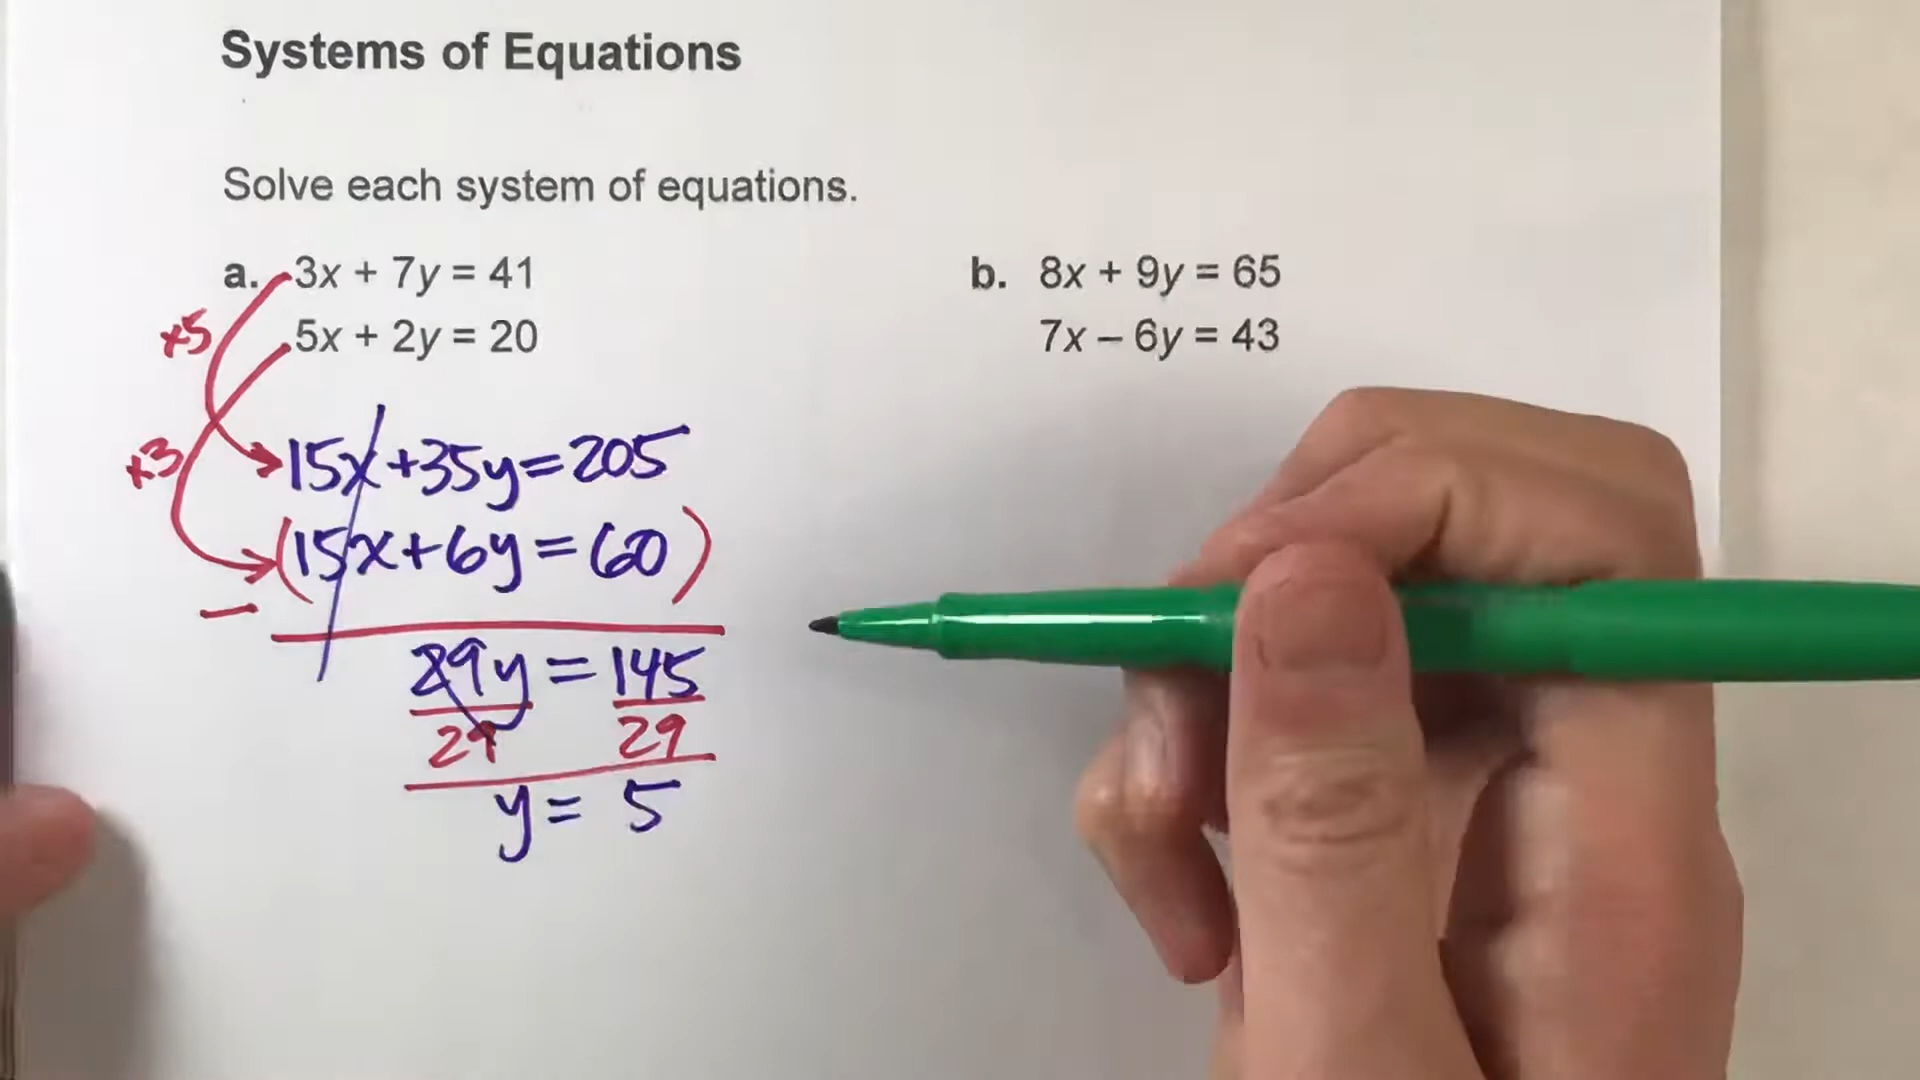 Systems of Equations
Solve each system of equations.
a. 3x + 7y = 41
5x + 2y = 20
×5
×3
15x+35y=205
(15x+6y=60)
−
29y = 145
29 29
y = 5
b. 8x + 9y = 65
7x – 6y = 43